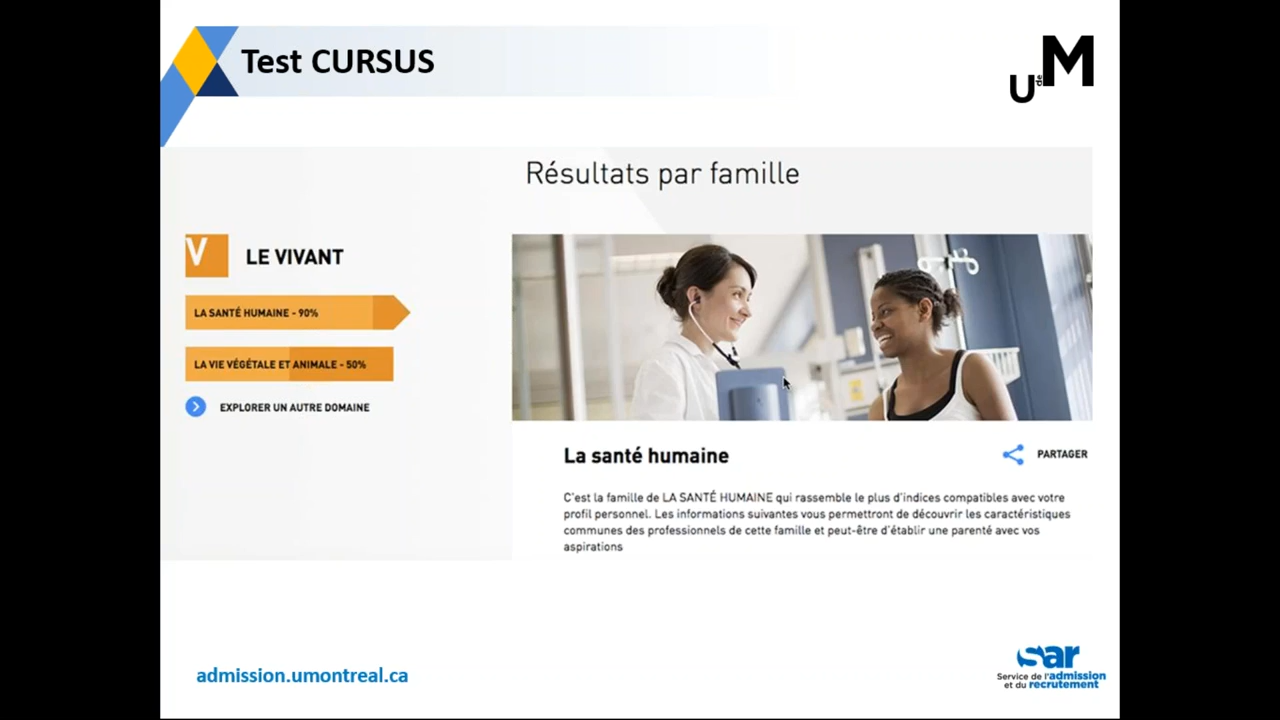 Test CURSUS
UdeM
Résultats par famille
V
LE VIVANT
LA SANTÉ HUMAINE - 90%
LA VIE VÉGÉTALE ET ANIMALE - 50%
EXPLORER UN AUTRE DOMAINE
La santé humaine
PARTAGER
C'est la famille de LA SANTÉ HUMAINE qui rassemble le plus d'indices compatibles avec votre
profil personnel. Les informations suivantes vous permettront de découvrir les caractéristiques
communes des professionnels de cette famille et peut-être d'établir une parenté avec vos
aspirations
admission.umontreal.ca
sar
Service de l'admission
et du recrutement